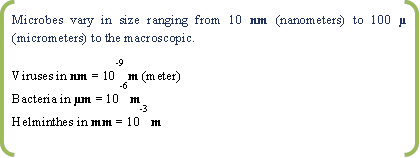 Microbes vary in size ranging from 10 nm (nanometers) to 100 µ
(micrometers) to the macroscopic.
Viruses in nm = 10⁻⁹ m (meter)
Bacteria in µm = 10⁻⁶ m
Helminthes in mm = 10⁻³ m